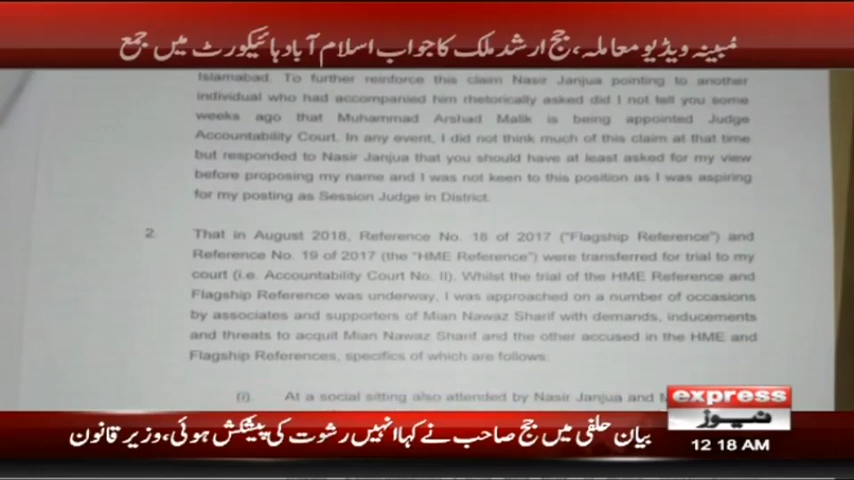 مبینہ ویڈیو معاملہ، جج ارشد ملک کا جواب اسلام آباد ہائیکورٹ میں جمع
Islamabad. To further reinforce this claim Nasir Janjua pointing to another
individual who had accompanied him rhetorically asked did I not tell you some
weeks ago that Muhammad Arshad Malik is being appointed Judge
Accountability Court. In any event, I did not think much of this claim at that time
but responded to Nasir Janjua that you should have at least asked for my view
before proposing my name and I was not keen to this position as I was aspiring
for my posting as Session Judge in District.
2. That in August 2018, Reference No. 18 of 2017 ("Flagship Reference") and
Reference No. 19 of 2017 (the "HME Reference") were transferred for trial to my
court (i.e. Accountability Court No. II). Whilst the trial of the HME Reference and
Flagship Reference was underway, I was approached on a number of occasions
by associates and supporters of Mian Nawaz Sharif with demands, inducements
and threats to acquit Mian Nawaz Sharif and the other accused in the HME and
Flagship References, specifics of which are follows:
(i). At a social sitting also attended by Nasir Janjua and
express
نیوز
بیان حلفی میں جج صاحب نے کہا انہیں رشوت کی پیشکش ہوئی، وزیر قانون
12:18 AM